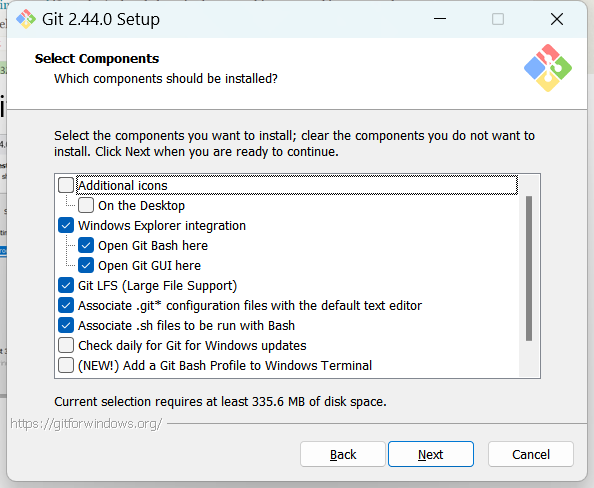 Git 2.44.0 Setup
Select Components
Which components should be installed?
Select the components you want to install; clear the components you do not want to
install. Click Next when you are ready to continue.
Additional icons
On the Desktop
Windows Explorer integration
Open Git Bash here
Open Git GUI here
Git LFS (Large File Support)
Associate .git* configuration files with the default text editor
Associate .sh files to be run with Bash
Check daily for Git for Windows updates
(NEW!) Add a Git Bash Profile to Windows Terminal
Current selection requires at least 335.6 MB of disk space.
https://gitforwindows.org/
Back
Next
Cancel